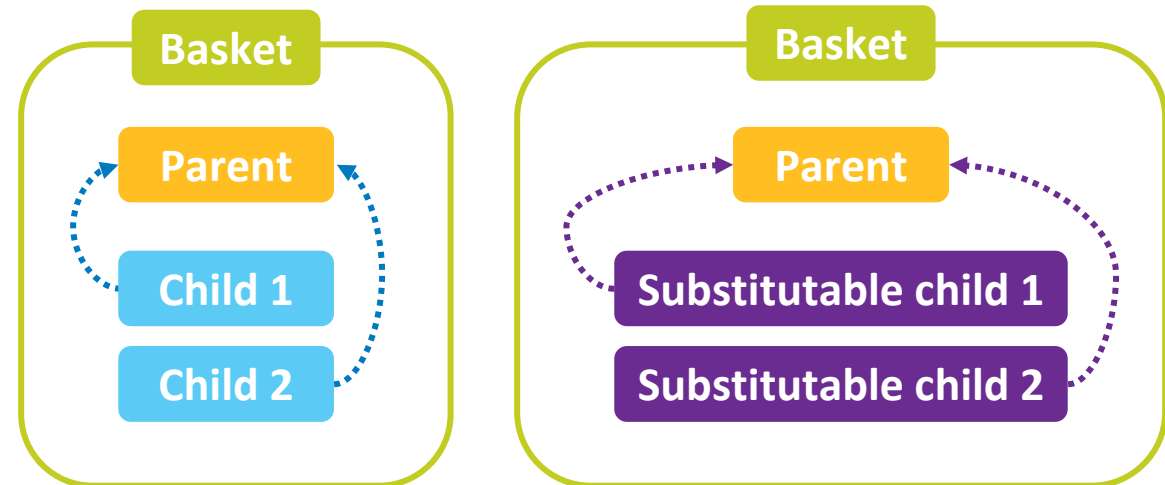 Basket
Parent
Child 1
Child 2
Basket
Parent
Substitutable child 1
Substitutable child 2